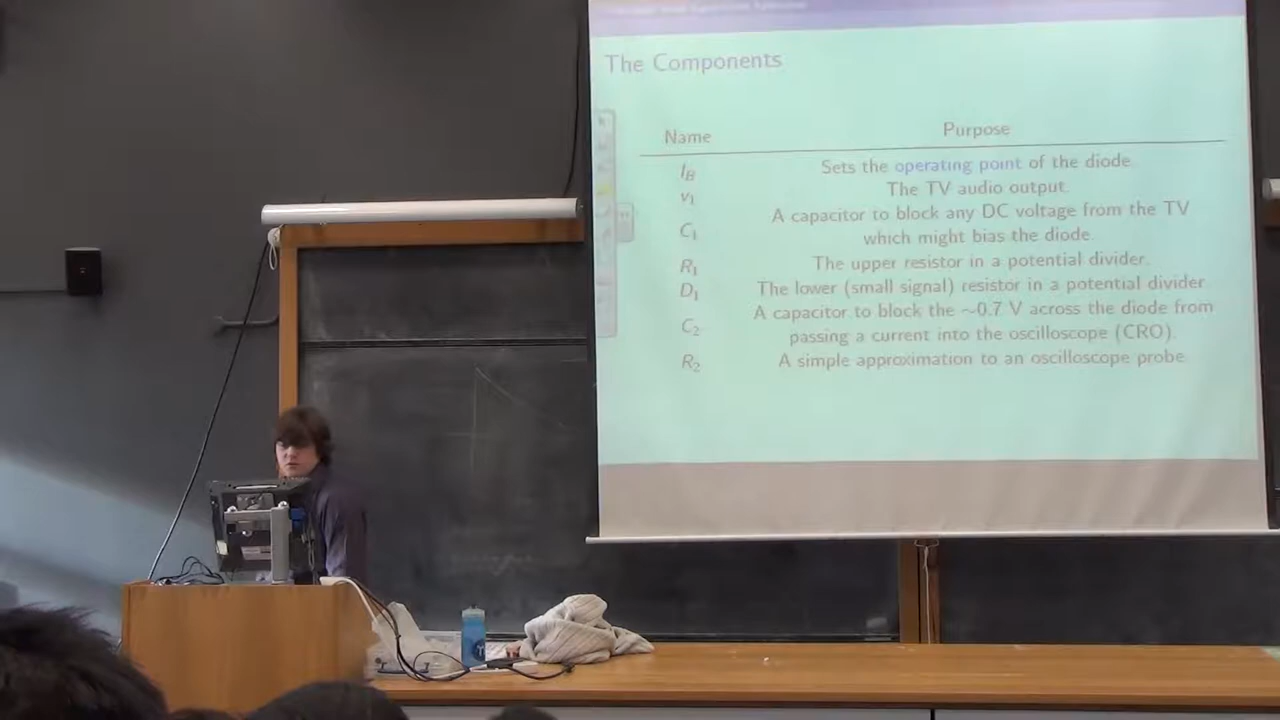 The Components
Name Purpose
I_B Sets the operating point of the diode
v_1 The TV audio output.
C_1 A capacitor to block any DC voltage from the TV
which might bias the diode.
R_1 The upper resistor in a potential divider.
D_1 The lower (small signal) resistor in a potential divider
C_2 A capacitor to block the ~0.7 V across the diode from
passing a current into the oscilloscope (CRO).
R_2 A simple approximation to an oscilloscope probe